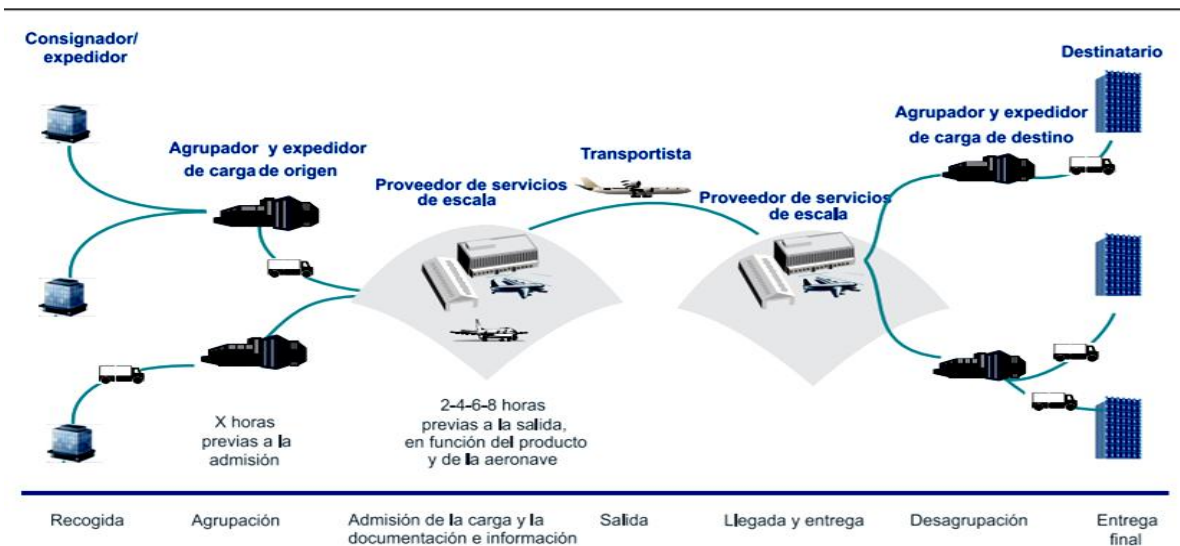 Consignador/
expedidor
Destinatario
Agrupador y expedidor
de carga de destino
Agrupador y expedidor
de carga de origen
Transportista
Proveedor de servicios
de escala
Proveedor de servicios
de escala
X horas
previas a la
admisión
2-4-6-8 horas
previas a la salida,
en función del producto
y de la aeronave
Recogida
Agrupación
Admisión de la carga y la
documentación e información
Salida
Llegada y entrega
Desagrupación
Entrega
final